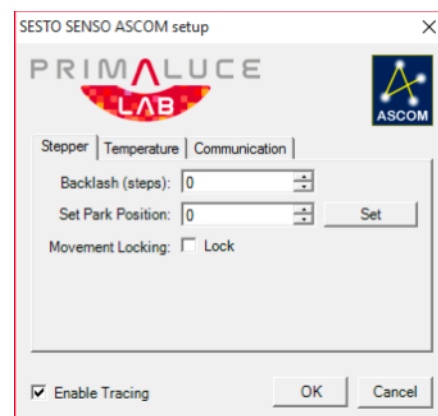 SESTO SENSO ASCOM setup
PRIMALUCE
LAB
ASCOM
Stepper Temperature Communication
Backlash (steps): 0
Set Park Position: 0 Set
Movement Locking: Lock
Enable Tracing OK Cancel